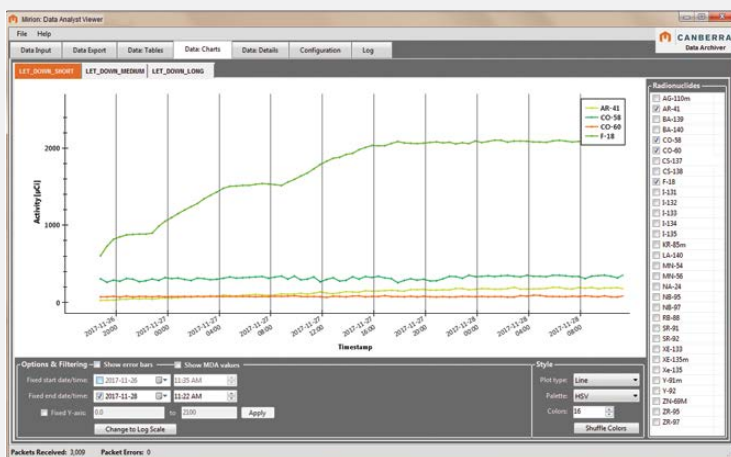 Mirion: Data Analyst Viewer
File Help
CANBERRA
Data Archiver
Data Input Data Export Data: Tables Data: Charts Data: Details Configuration Log
LET_DOWN_SHORT LET_DOWN_MEDIUM LET_DOWN_LONG
AR-41
CO-58
CO-60
F-18
Activity [µCi]
2000
1000
0
2017-11-26 20:00
2017-11-27 00:00
2017-11-27 04:00
2017-11-27 08:00
2017-11-27 12:00
2017-11-27 16:00
2017-11-27 20:00
2017-11-28 00:00
2017-11-28 04:00
2017-11-28 08:00
Timestamp
Radionuclides
AG-110m
AR-41
BA-139
BA-140
CO-58
CO-60
CS-137
CS-138
F-18
I-131
I-132
I-133
I-134
I-135
KR-85m
LA-140
MN-54
MN-56
NA-24
NB-95
NB-97
RB-88
SR-91
SR-92
XE-133
XE-135m
Xe-135
Y-91m
Y-92
ZN-69M
ZR-95
ZR-97
Options & Filtering Show error bars Show MDA values
Fixed start date/time: 2017-11-26 11:25 AM
Fixed end date/time: 2017-11-28 11:22 AM
Fixed Y-axis: 0.0 to 2100 Apply
Change to Log Scale
Style
Plot type: Line
Palette: HSV
Colors: 16
Shuffle Colors
Packets Received: 3,009 Packet Errors: 0